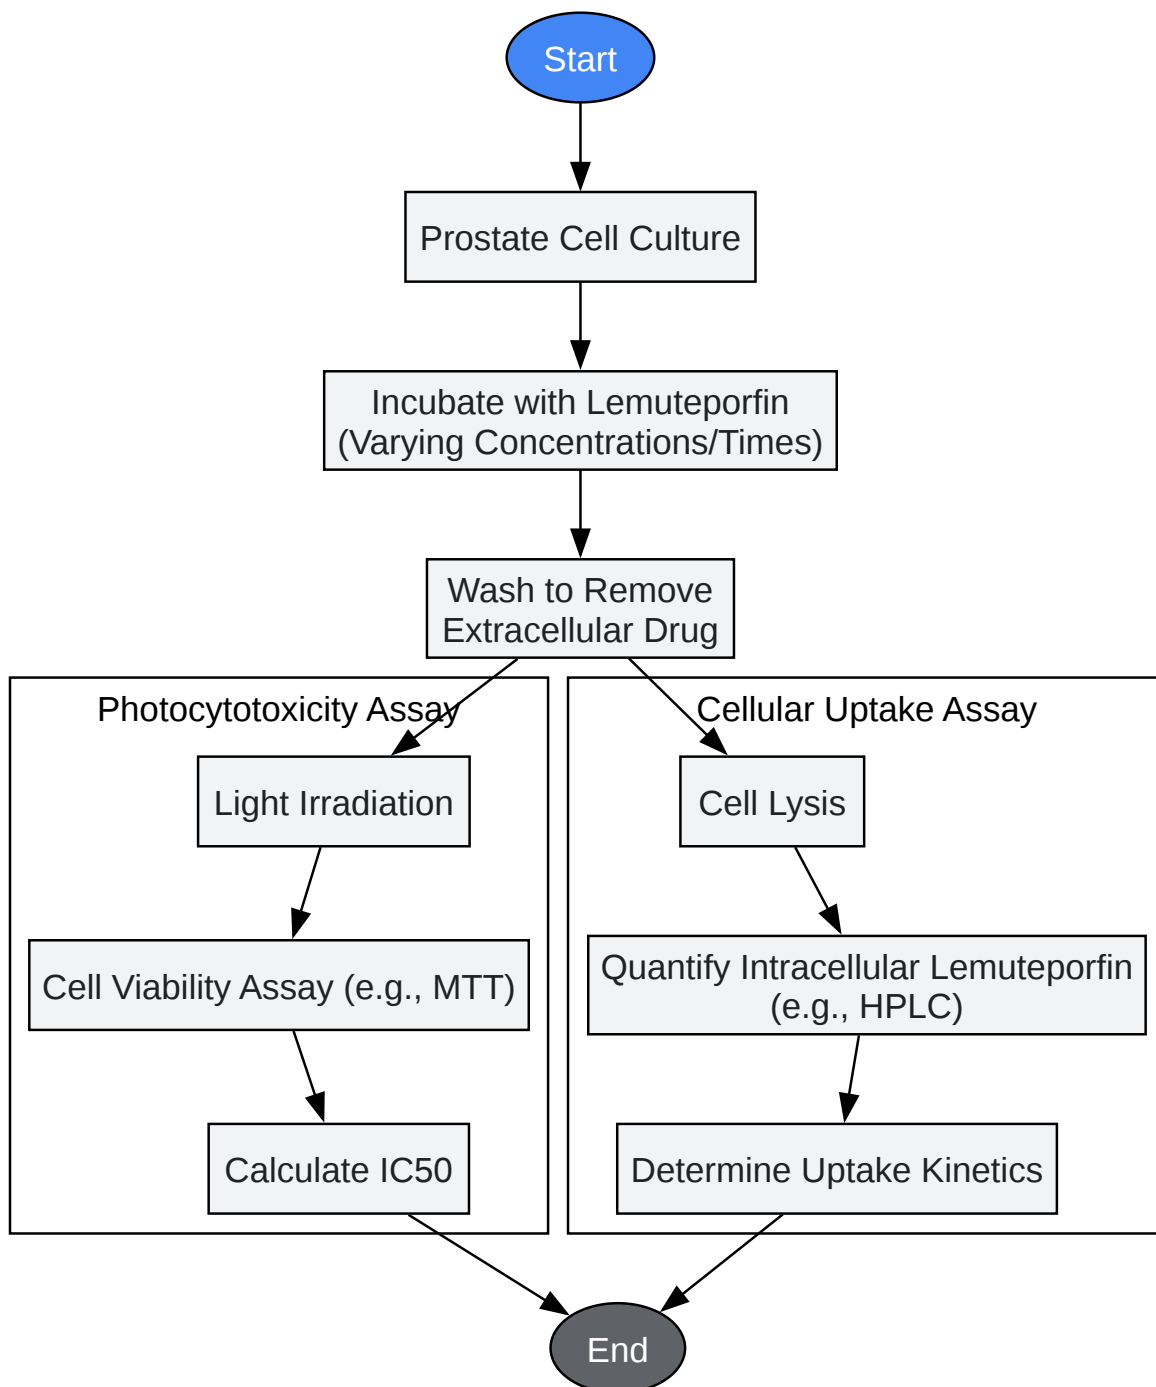 Start
Prostate Cell Culture
Incubate with Lemuteporfin
(Varying Concentrations/Times)
Wash to Remove
Extracellular Drug
Photocytotoxicity Assay
Light Irradiation
Cell Viability Assay (e.g., MTT)
Calculate IC50
Cellular Uptake Assay
Cell Lysis
Quantify Intracellular Lemuteporfin
(e.g., HPLC)
Determine Uptake Kinetics
End